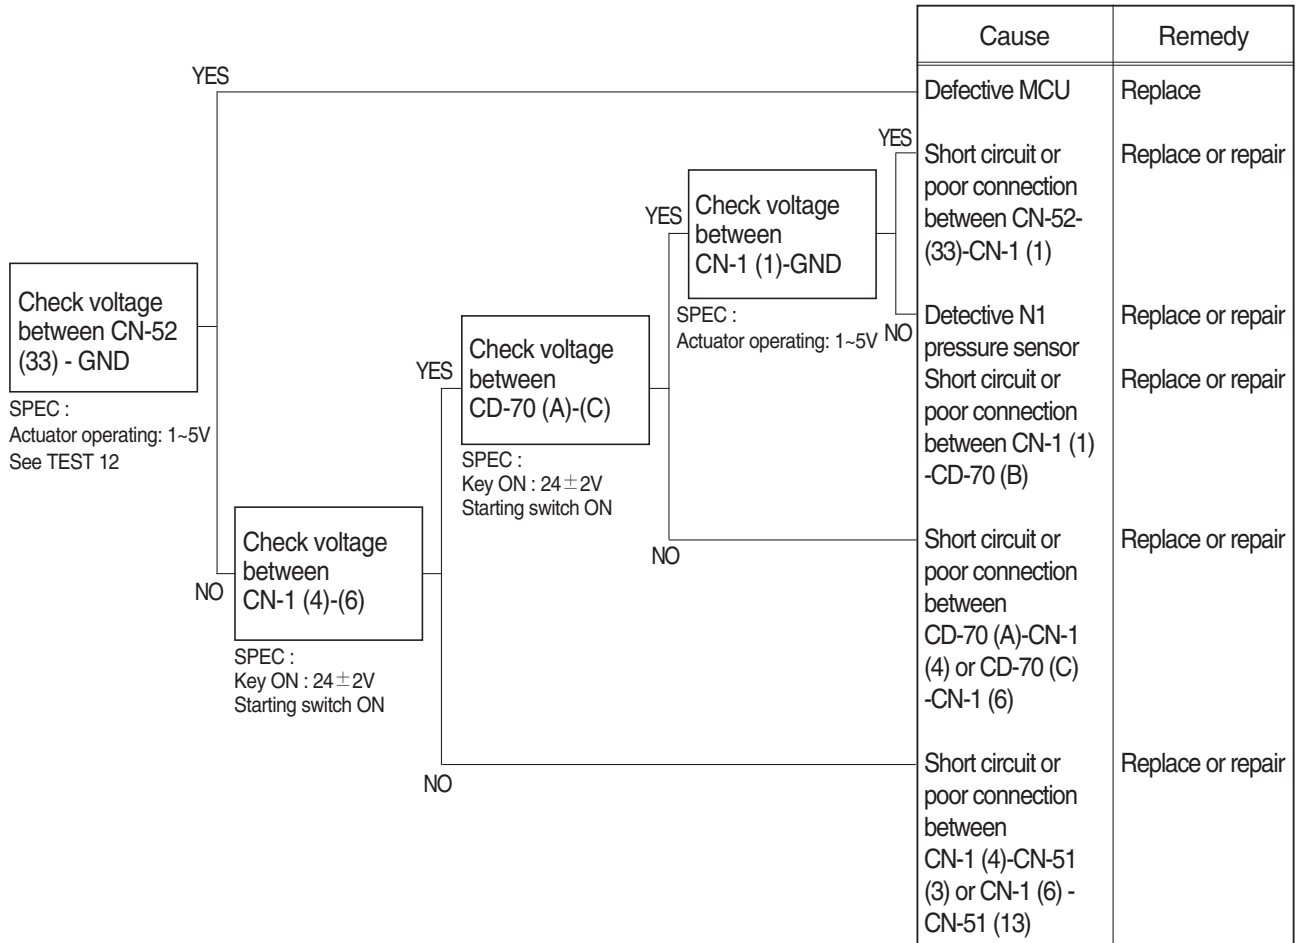 Cause
Remedy
YES
Defective MCU
Replace
YES
Short circuit or
poor connection
between CN-52-
(33)-CN-1 (1)
Replace or repair
YES
Check voltage
between
CN-1 (1)-GND
SPEC :
Actuator operating: 1~5V
NO
Detective N1
pressure sensor
Replace or repair
Short circuit or
poor connection
between CN-1 (1)
-CD-70 (B)
Replace or repair
Check voltage
between CN-52
(33) - GND
SPEC :
Actuator operating: 1~5V
See TEST 12
YES
Check voltage
between
CD-70 (A)-(C)
SPEC :
Key ON : 24±2V
Starting switch ON
NO
Short circuit or
poor connection
between
CD-70 (A)-CN-1
(4) or CD-70 (C)
-CN-1 (6)
Replace or repair
NO
Check voltage
between
CN-1 (4)-(6)
SPEC :
Key ON : 24±2V
Starting switch ON
NO
Short circuit or
poor connection
between
CN-1 (4)-CN-51
(3) or CN-1 (6) -
CN-51 (13)
Replace or repair